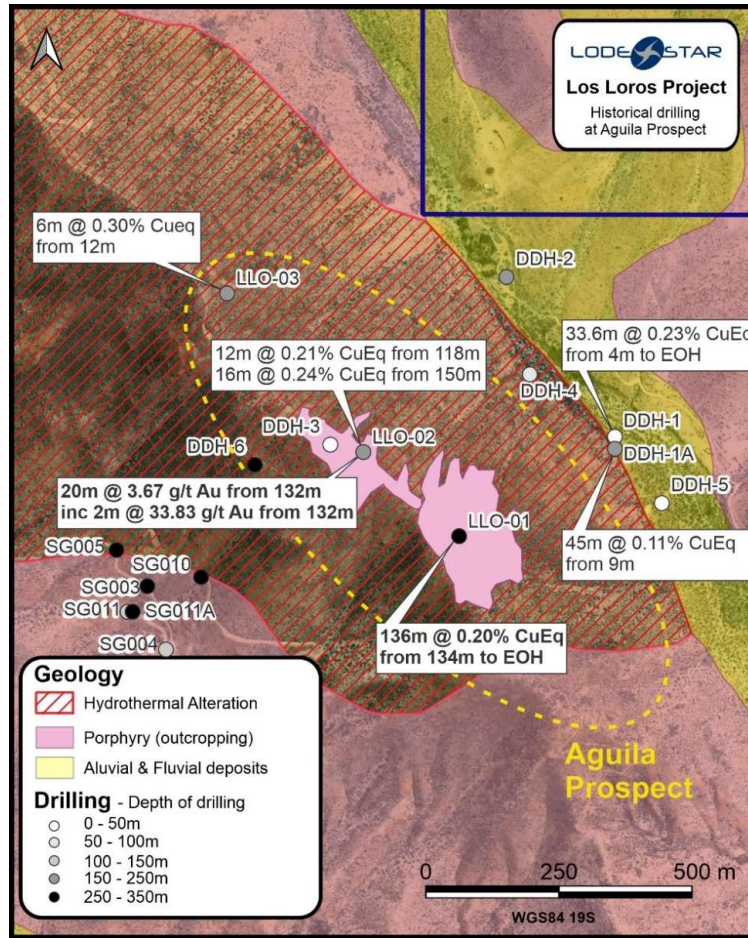 LODESTAR
Los Loros Project
Historical drilling
at Aguila Prospect
6m @ 0.30% Cueq
from 12m
LLO-03
DDH-2
33.6m @ 0.23% CuEq
from 4m to EOH
12m @ 0.21% CuEq from 118m
16m @ 0.24% CuEq from 150m
DDH-4
DDH-3
DDH-1
LLO-02
DDH-6
DDH-1A
20m @ 3.67 g/t Au from 132m
inc 2m @ 33.83 g/t Au from 132m
DDH-5
LLO-01
SG005
45m @ 0.11% CuEq
from 9m
SG010
SG003
SG011
SG011A
SG004
136m @ 0.20% CuEq
from 134m to EOH
Geology
Hydrothermal Alteration
Porphyry (outcropping)
Aluvial & Fluvial deposits
Drilling - Depth of drilling
0 - 50m
50 - 100m
100 - 150m
150 - 250m
250 - 350m
Aguila
Prospect
0 250 500 m
WGS84 19S